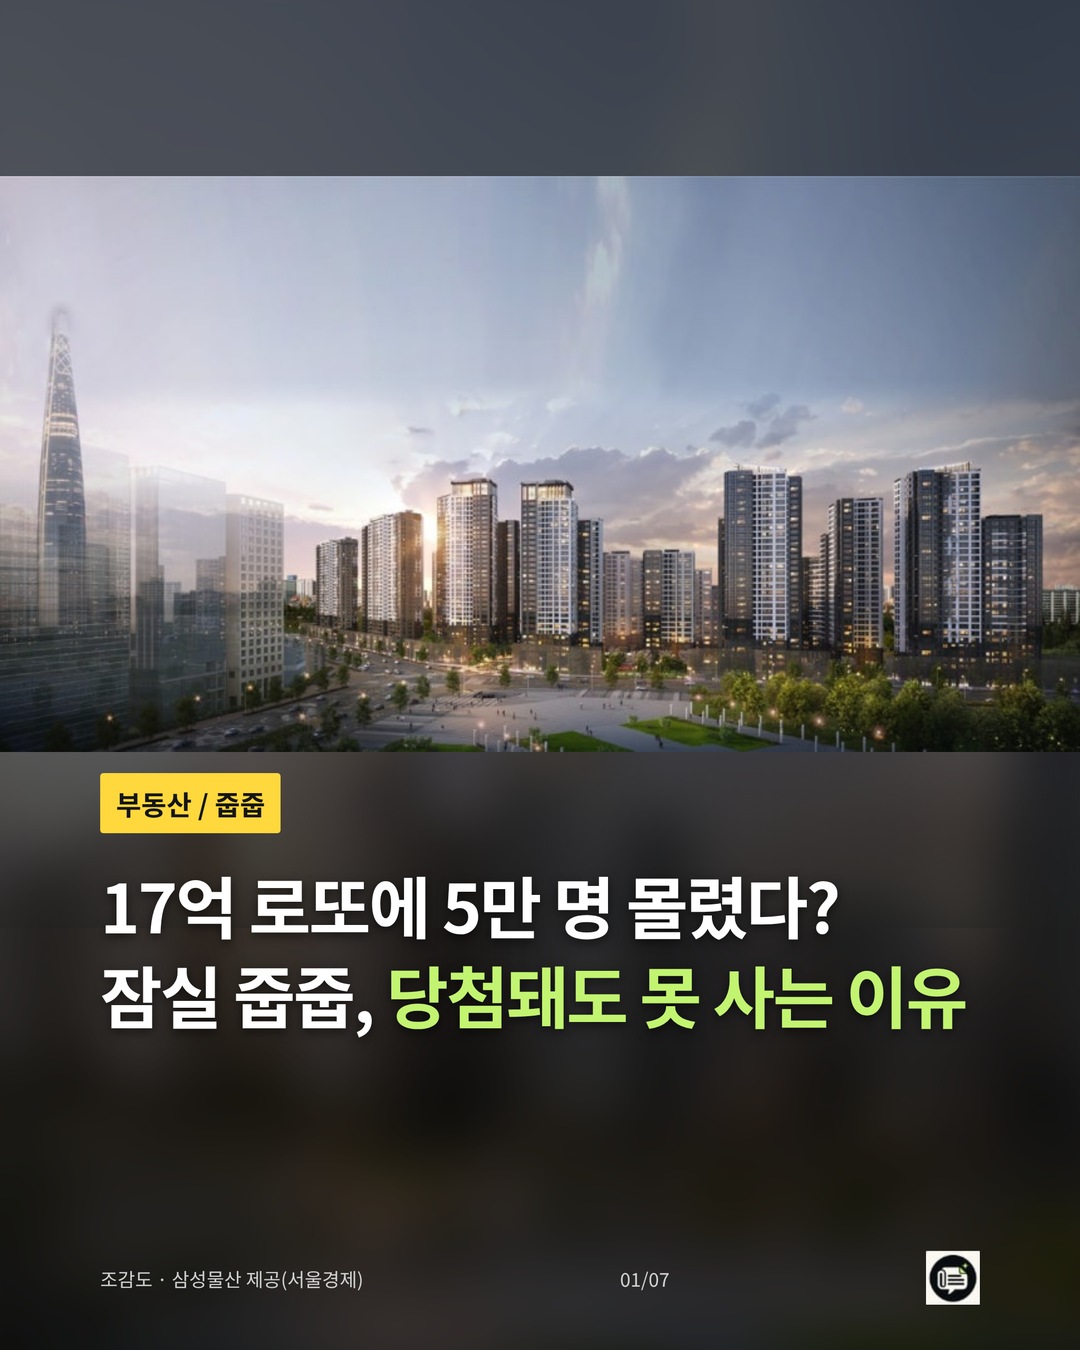 부동산 / 줍줍
17억 로또에 5만 명 몰렸다?
잠실 줍줍, 당첨돼도 못 사는 이유
조감도 · 삼성물산 제공(서울경제)
01/07